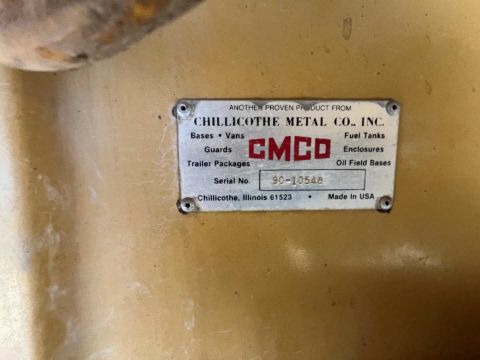 ANOTHER PROVEN PRODUCT FROM
CHILLICOTHE METAL CO., INC.
Bases • Vans
Fuel Tanks
Guards
CMCO
Enclosures
Trailer Packages
Oil Field Bases
Serial No. 90-10548
Chillicothe, Illinois 61523 • Made In USA